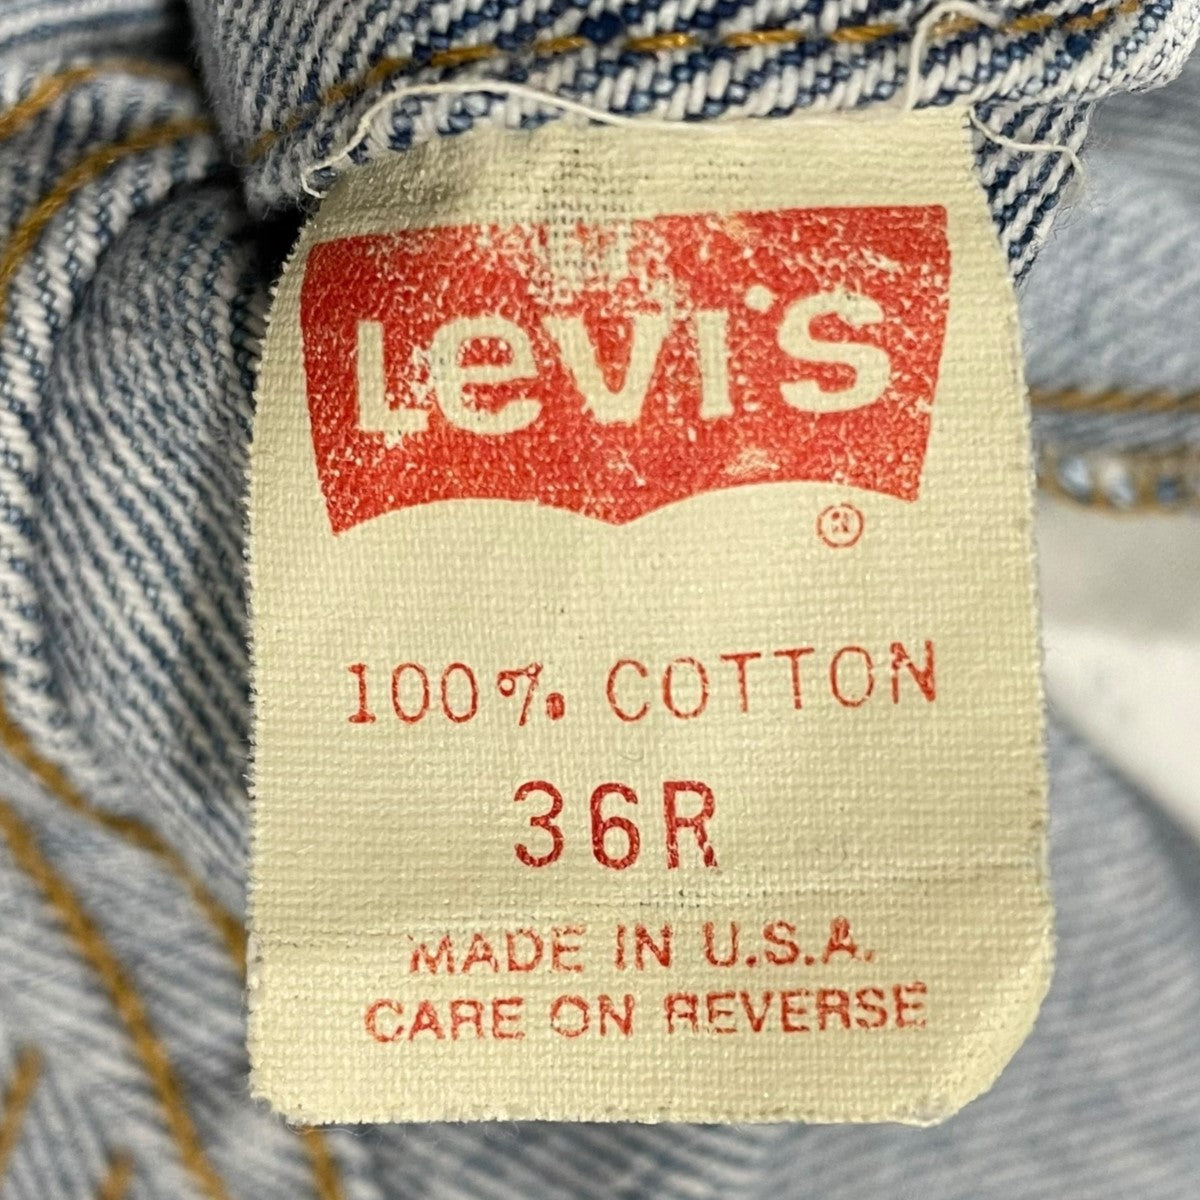 Levi's
®
100% COTTON
36R
MADE IN U.S.A.
CARE ON REVERSE